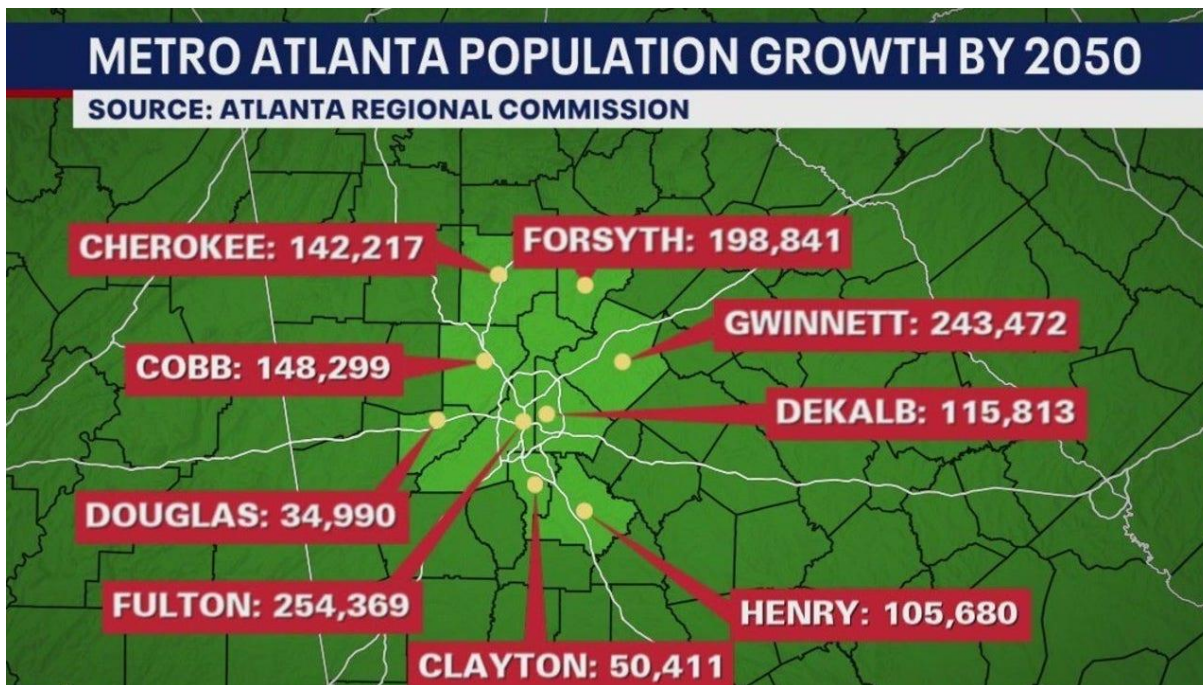 METRO ATLANTA POPULATION GROWTH BY 2050
SOURCE: ATLANTA REGIONAL COMMISSION
CHEROKEE: 142,217
FORSYTH: 198,841
GWINNETT: 243,472
COBB: 148,299
DEKALB: 115,813
DOUGLAS: 34,990
FULTON: 254,369
HENRY: 105,680
CLAYTON: 50,411